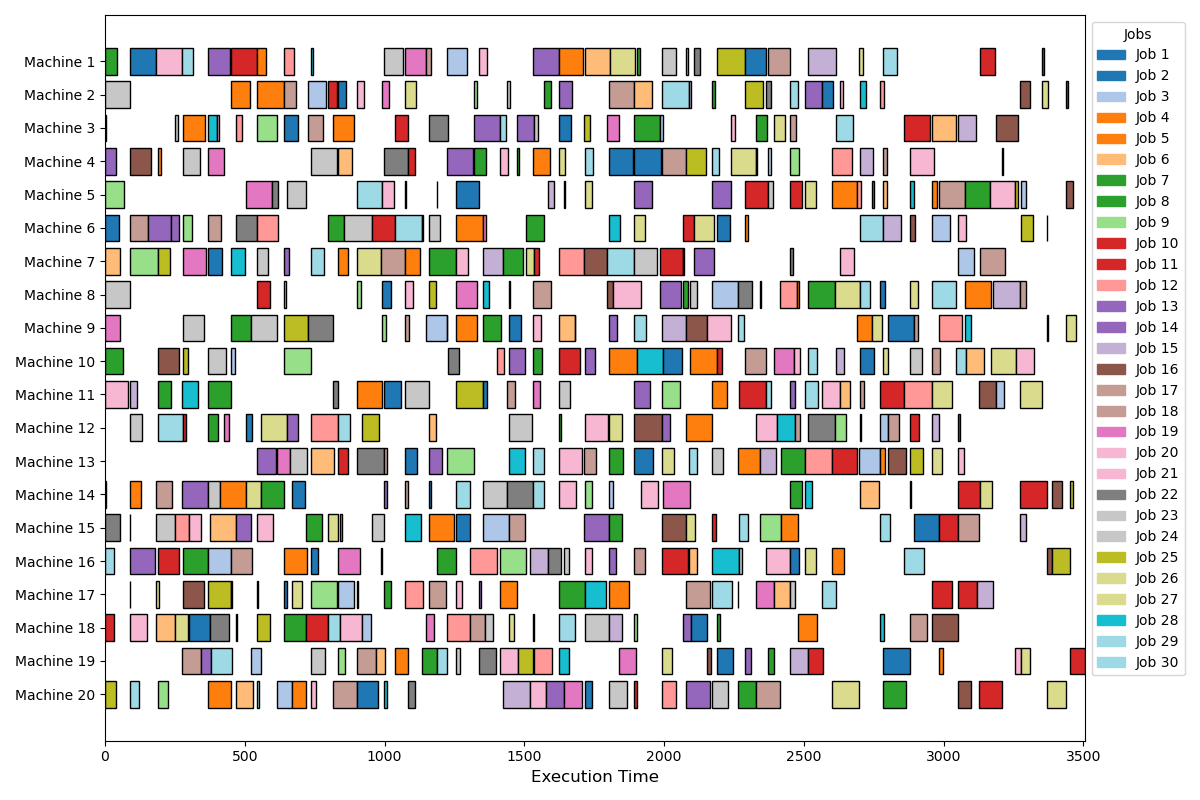 Machine 1
Machine 2
Machine 3
Machine 4
Machine 5
Machine 6
Machine 7
Machine 8
Machine 9
Machine 10
Machine 11
Machine 12
Machine 13
Machine 14
Machine 15
Machine 16
Machine 17
Machine 18
Machine 19
Machine 20
0 500 1000 1500 2000 2500 3000 3500
Execution Time
Jobs
Job 1
Job 2
Job 3
Job 4
Job 5
Job 6
Job 7
Job 8
Job 9
Job 10
Job 11
Job 12
Job 13
Job 14
Job 15
Job 16
Job 17
Job 18
Job 19
Job 20
Job 21
Job 22
Job 23
Job 24
Job 25
Job 26
Job 27
Job 28
Job 29
Job 30